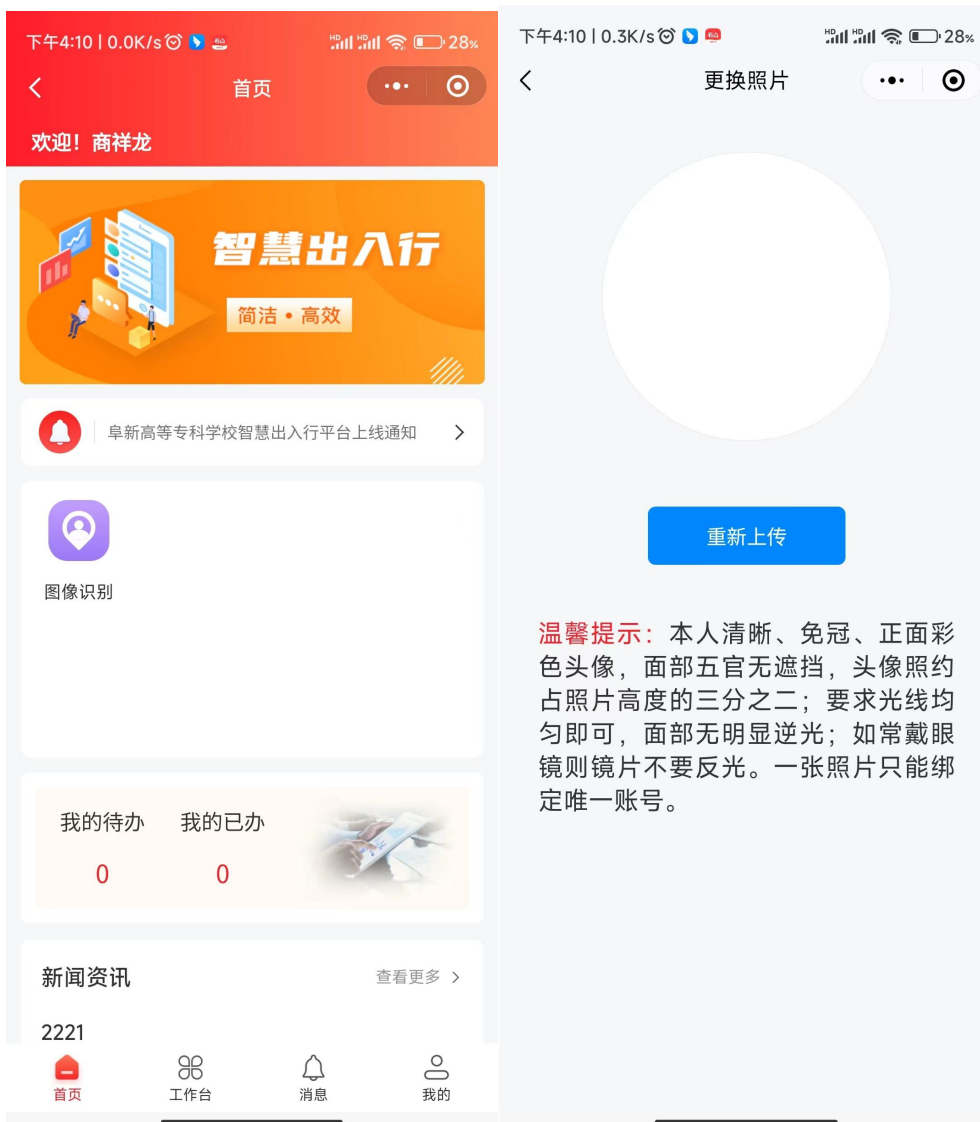 下午4:10 | 0.0K/s
28%
首页
欢迎！商祥龙
智慧出入行
简洁·高效
阜新高等专科学校智慧出入行平台上线通知
图像识别
我的待办 我的已办
0 0
新闻资讯 查看更多
2221
首页 工作台 消息 我的
下午4:10 | 0.3K/s
28%
更换照片
重新上传
温馨提示：本人清晰、免冠、正面彩
色头像，面部五官无遮挡，头像照约
占照片高度的三分之二；要求光线均
匀即可，面部无明显逆光；如常戴眼
镜则镜片不要反光。一张照片只能绑
定唯一账号。